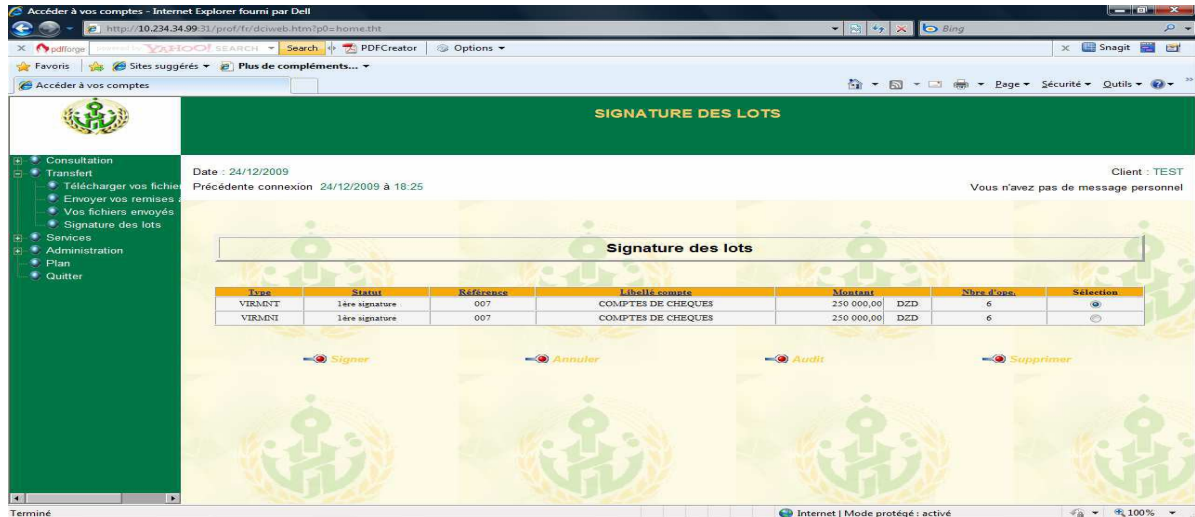 Accéder à vos comptes - Internet Explorer fourni par Dell
http://10.234.34.99:31/prof/fr/dciweb.htm?p0=home.tht
Bing
pdfforge
YAHOO! SEARCH
Search
PDFCreator
Options
Snagit
Favoris
Sites suggérés
Plus de compléments...
Accéder à vos comptes
Page
Sécurité
Outils
SIGNATURE DES LOTS
Consultation
Transfert
Télécharger vos fichie
Envoyer vos remises
Vos fichiers envoyés
Signature des lots
Services
Administration
Plan
Quitter
Date : 24/12/2009
Client : TEST
Précédente connexion 24/12/2009 à 18:25
Vous n'avez pas de message personnel
Signature des lots
Type Statut Référence Libellé compte Montant Nbre d'ope. Sélection
VIRMNT 1ère signature 007 COMPTES DE CHEQUES 250 000,00 DZD 6
VIRMNI 1ère signature 007 COMPTES DE CHEQUES 250 000,00 DZD 6
Signer Annuler Audit Supprimer
Terminé
Internet | Mode protégé : activé
100%